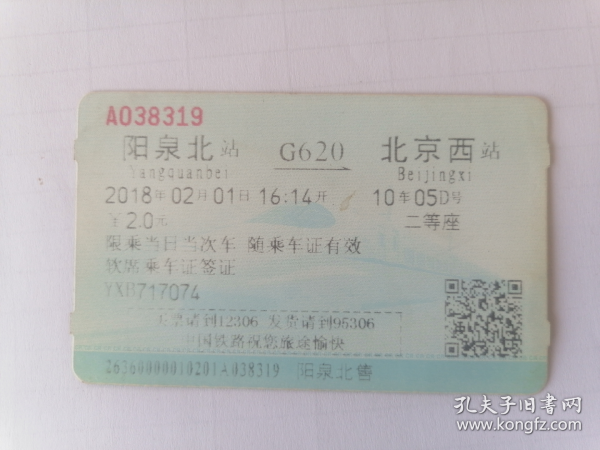 A038319
阳泉北站 G620 北京西站
Yangquanbei Beijingxi
2018年02月01日 16:14开 10车05D号
￥2.0元 二等座
限乘当日当次车 随乘车证有效
软席乘车证签证
YXB717074
买票请到12306 发货请到95306
中国铁路祝您旅途愉快
26360000010201A038319 阳泉北售
孔夫子旧书网
www.kongfz.com